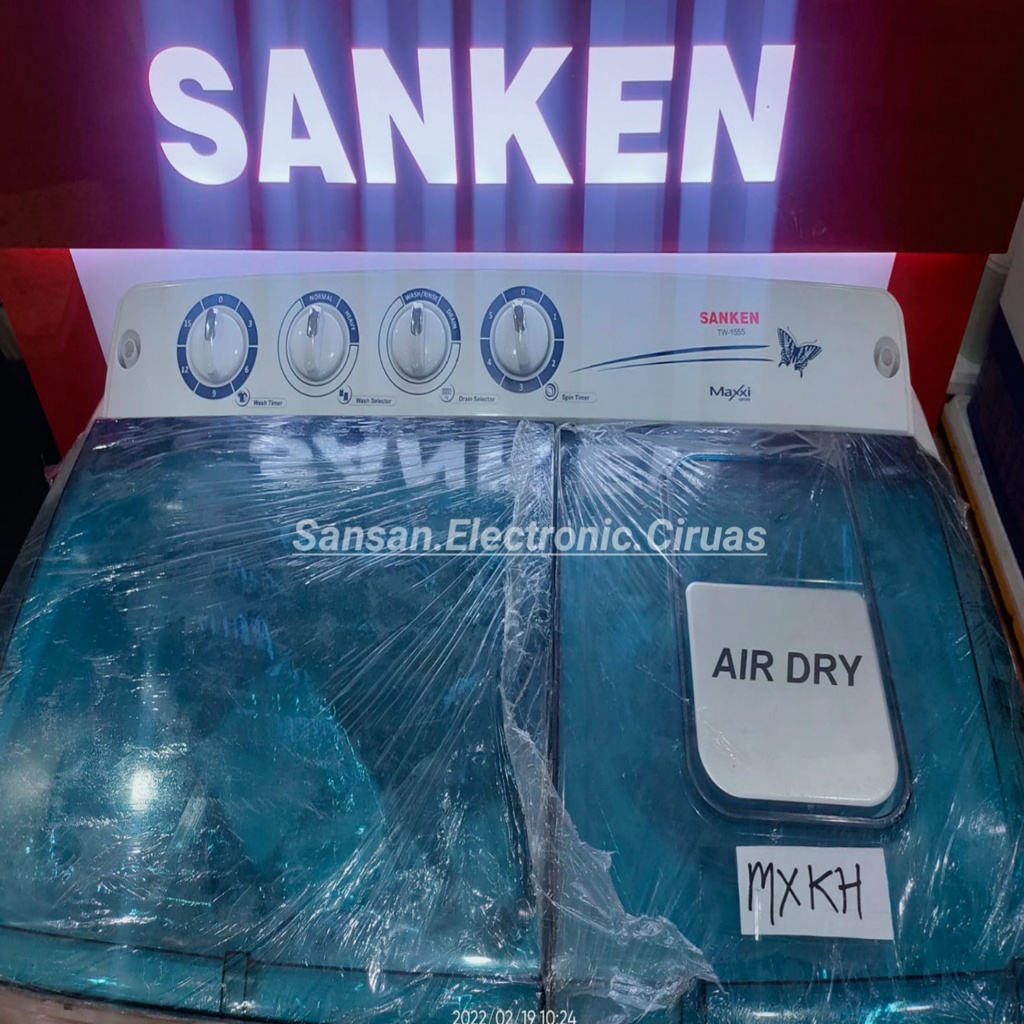 SANKEN
0 3 6 9 12 15
Wash Timer
NORMAL HEAVY
Wash Selector
WASH/RINSE DRAIN
Drain Selector
0 1 2 3 4 5
Spin Timer
SANKEN
TW-1555
Maxxi
Sansan.Electronic.Ciruas
AIR DRY
MXKH
2022/02/19 10:24